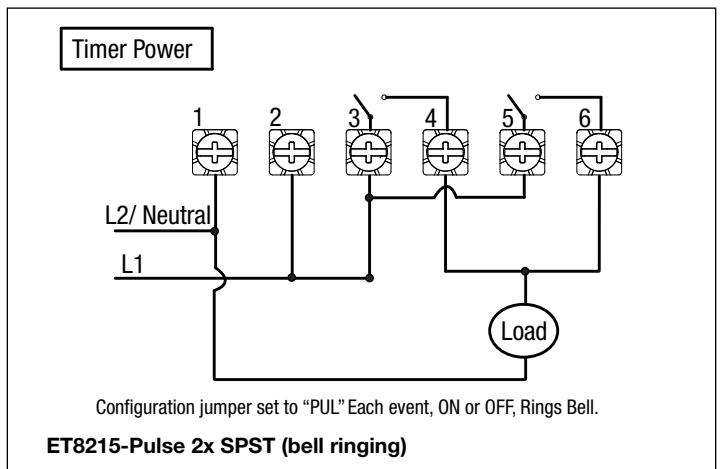 Timer Power
1 2 3 4 5 6
L2/ Neutral
L1
Load
Configuration jumper set to “PUL” Each event, ON or OFF, Rings Bell.
ET8215-Pulse 2x SPST (bell ringing)